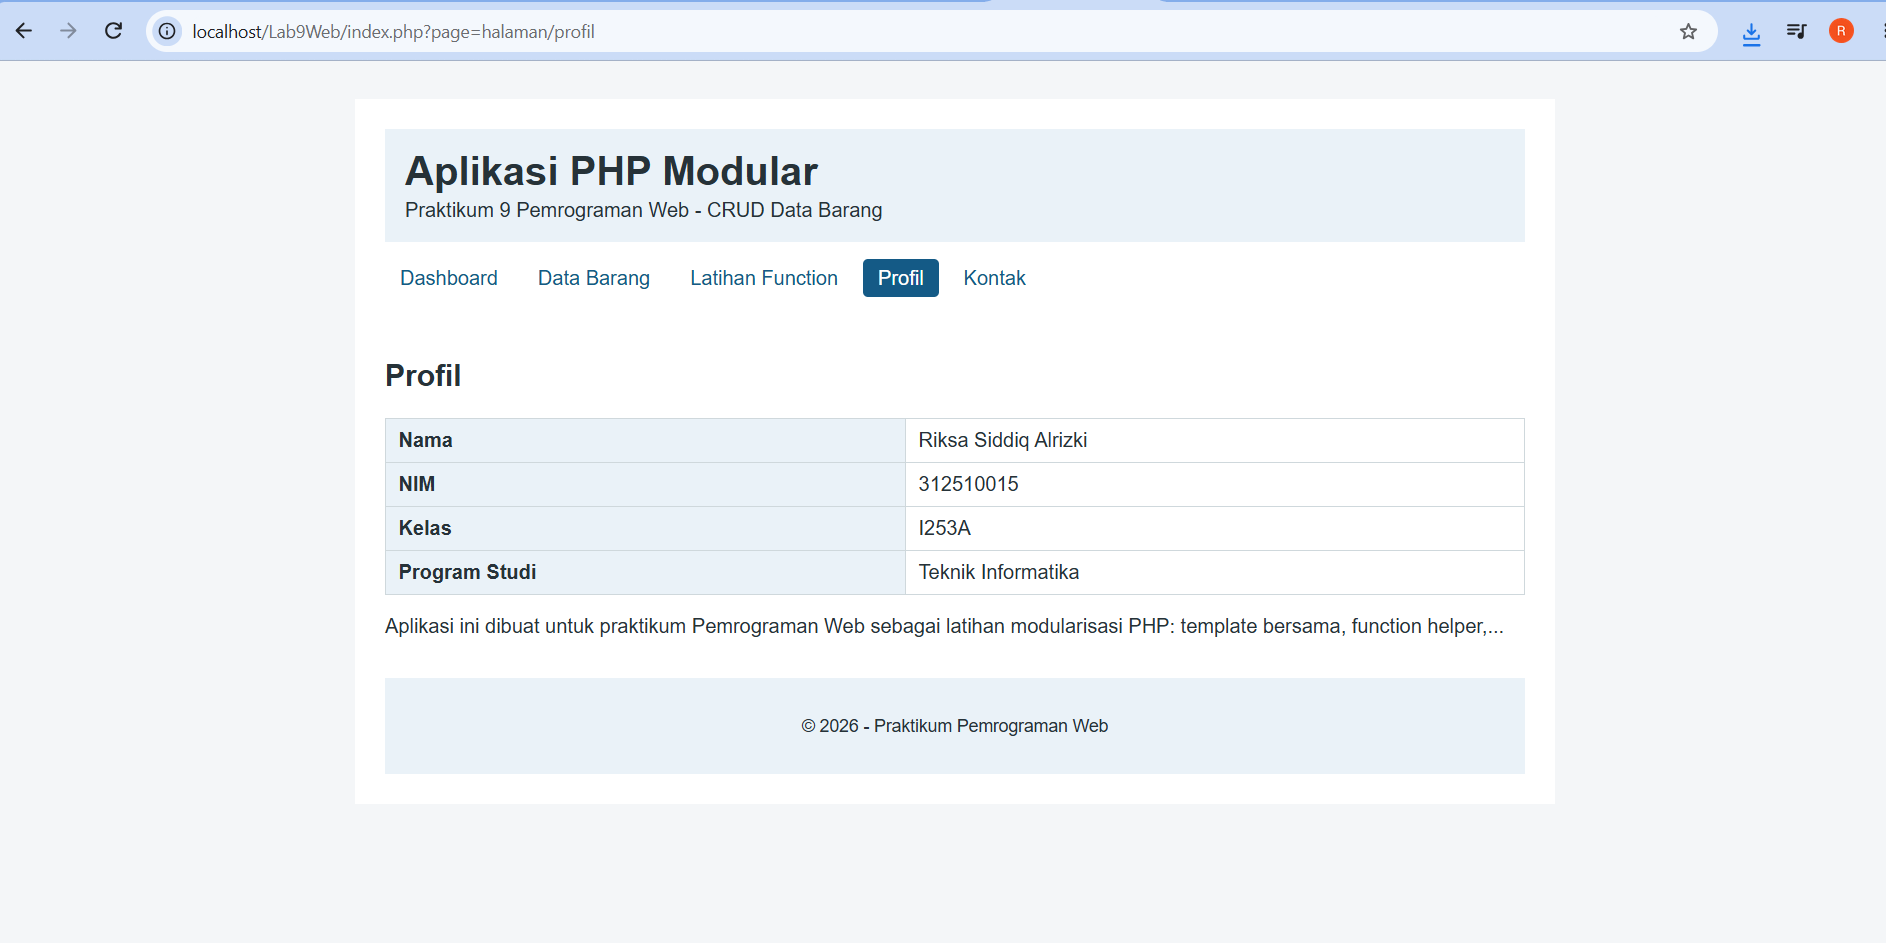 localhost/Lab9Web/index.php?page=halaman/profil
R
Aplikasi PHP Modular
Praktikum 9 Pemrograman Web - CRUD Data Barang
Dashboard Data Barang Latihan Function Profil Kontak
Profil
Nama Riksa Siddiq Alrizki
NIM 312510015
Kelas I253A
Program Studi Teknik Informatika
Aplikasi ini dibuat untuk praktikum Pemrograman Web sebagai latihan modularisasi PHP: template bersama, function helper,...
© 2026 - Praktikum Pemrograman Web